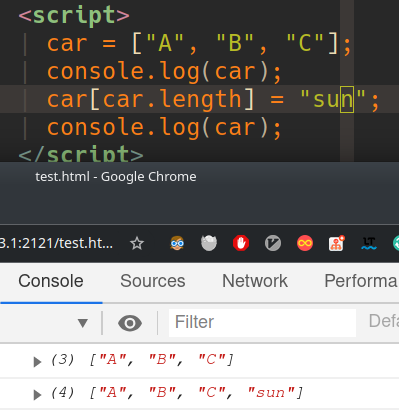 <script>
car = ["A", "B", "C"];
console.log(car);
car[car.length] = "sun";
console.log(car);
</script>
test.html - Google Chrome
3.1:2121/test.ht...
Console Sources Network Performa
Filter Defa
(3) ["A", "B", "C"]
(4) ["A", "B", "C", "sun"]